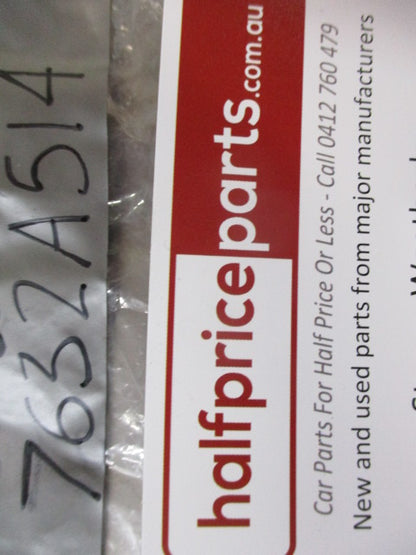 7632A514
halfpriceparts.com.au
Car Parts For Half Price Or Less - Call 0412 760 479
New and used parts from major manufacturers